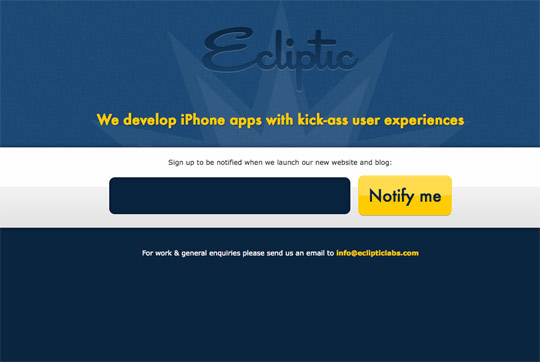 Ecliptic
We develop iPhone apps with kick-ass user experiences
Sign up to be notified when we launch our new website and blog:
Notify me
For work & general enquiries please send us an email to info@eclipticlabs.com